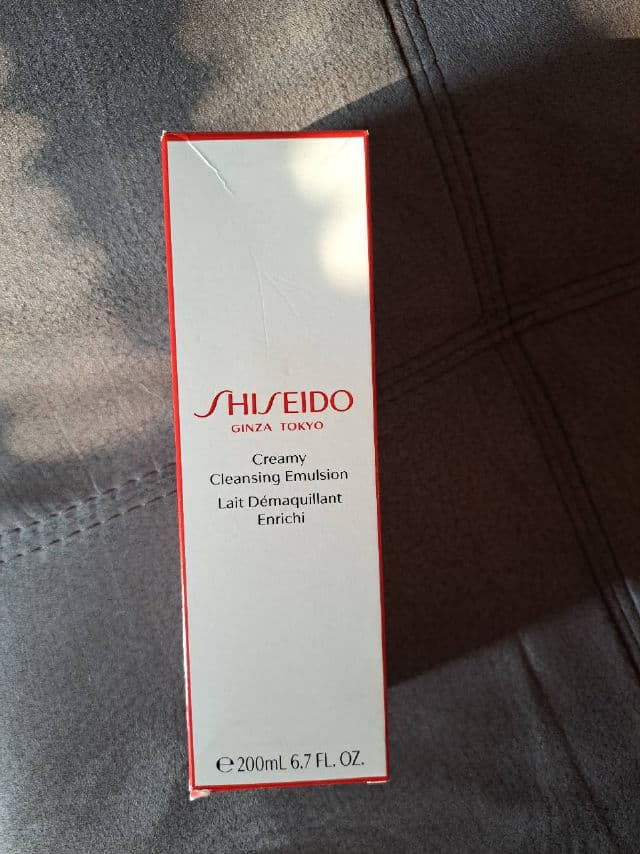 SHISEIDO
GINZA TOKYO
Creamy
Cleansing Emulsion
Lait Démaquillant
Enrichi
℮ 200mL 6.7 FL. OZ.